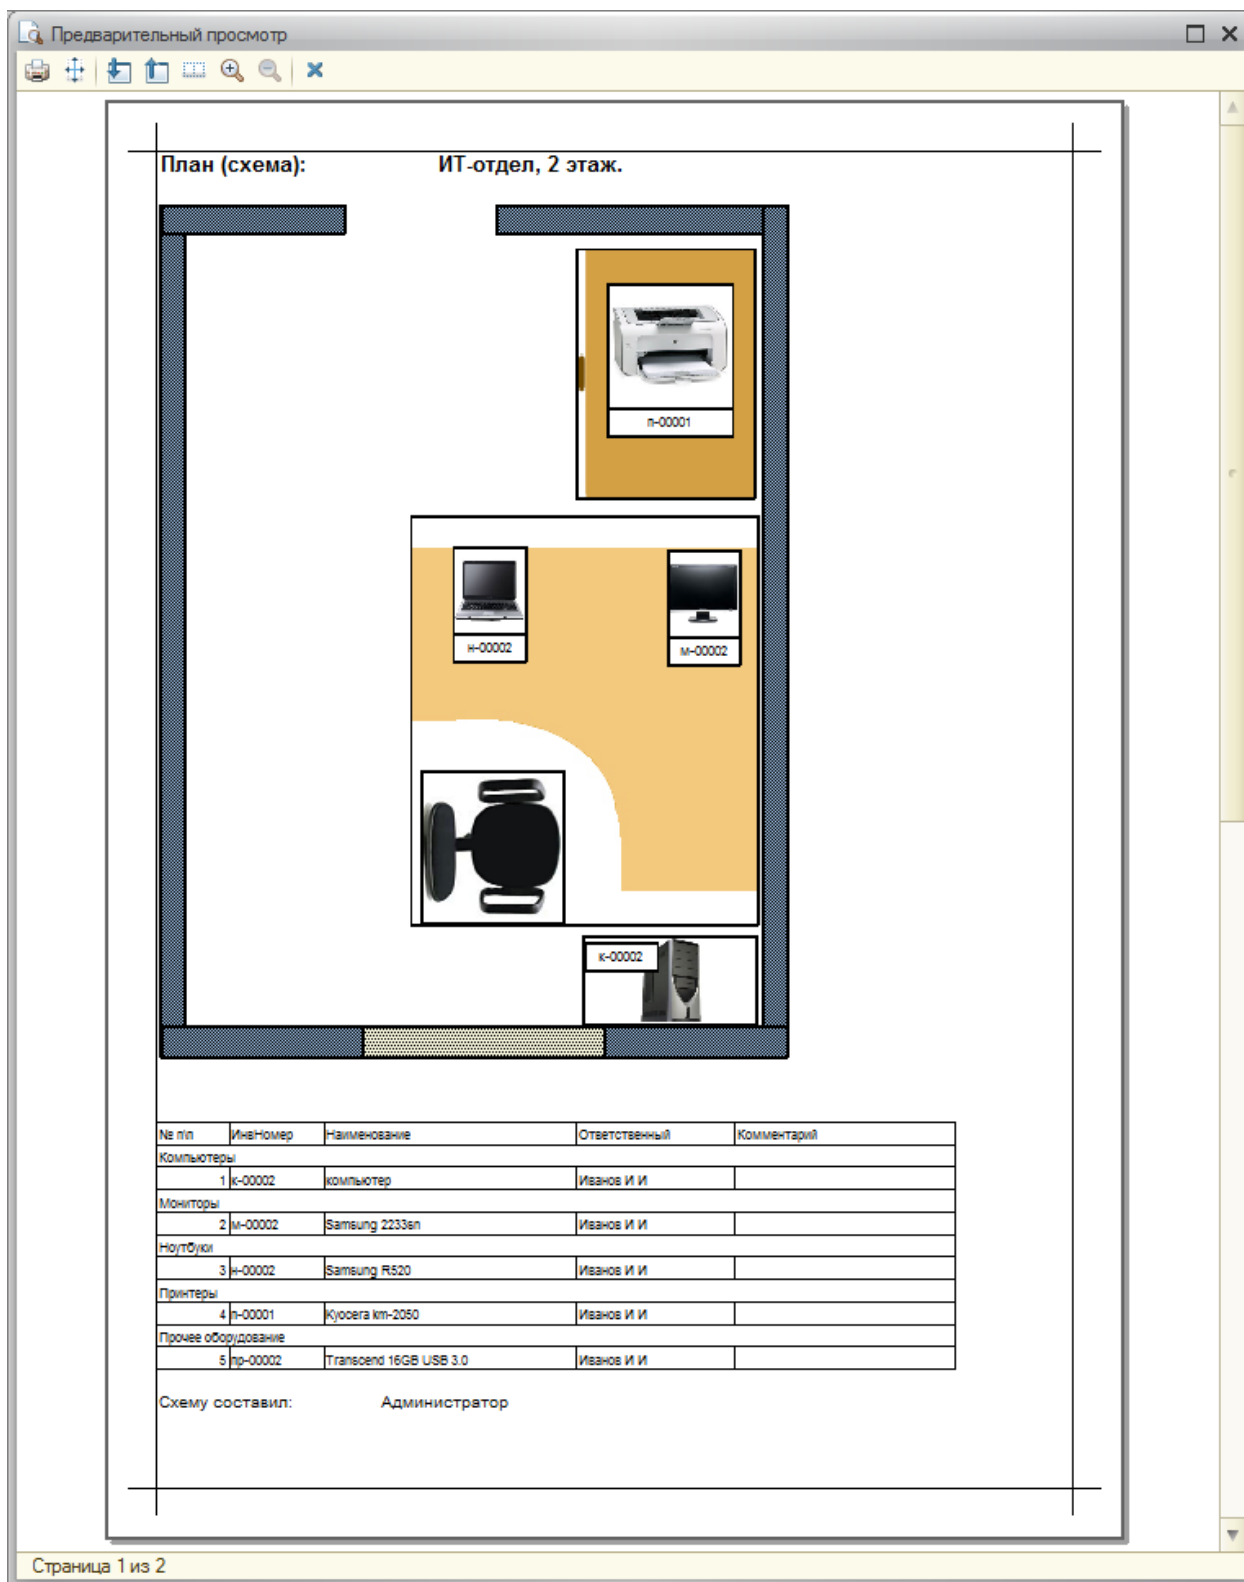 Предварительный просмотр
План (схема): ИТ-отдел, 2 этаж.
п-00001
н-00002 м-00002
к-00002
№ п\п ИнвНомер Наименование Ответственный Комментарий
Компьютеры
1 к-00002 компьютер Иванов И И
Мониторы
2 м-00002 Samsung 2233sn Иванов И И
Ноутбуки
3 н-00002 Samsung R520 Иванов И И
Принтеры
4 п-00001 Kyocera km-2050 Иванов И И
Прочее оборудование
5 пр-00002 Transcend 16GB USB 3.0 Иванов И И
Схему составил: Администратор
Страница 1 из 2